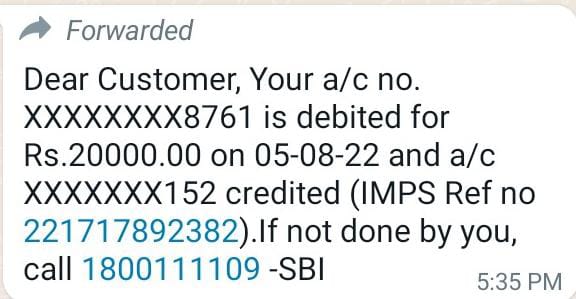 Forwarded
Dear Customer, Your a/c no.
XXXXXXXX8761 is debited for
Rs.20000.00 on 05-08-22 and a/c
XXXXXXX152 credited (IMPS Ref no
221717892382).If not done by you,
call 1800111109 -SBI
5:35 PM